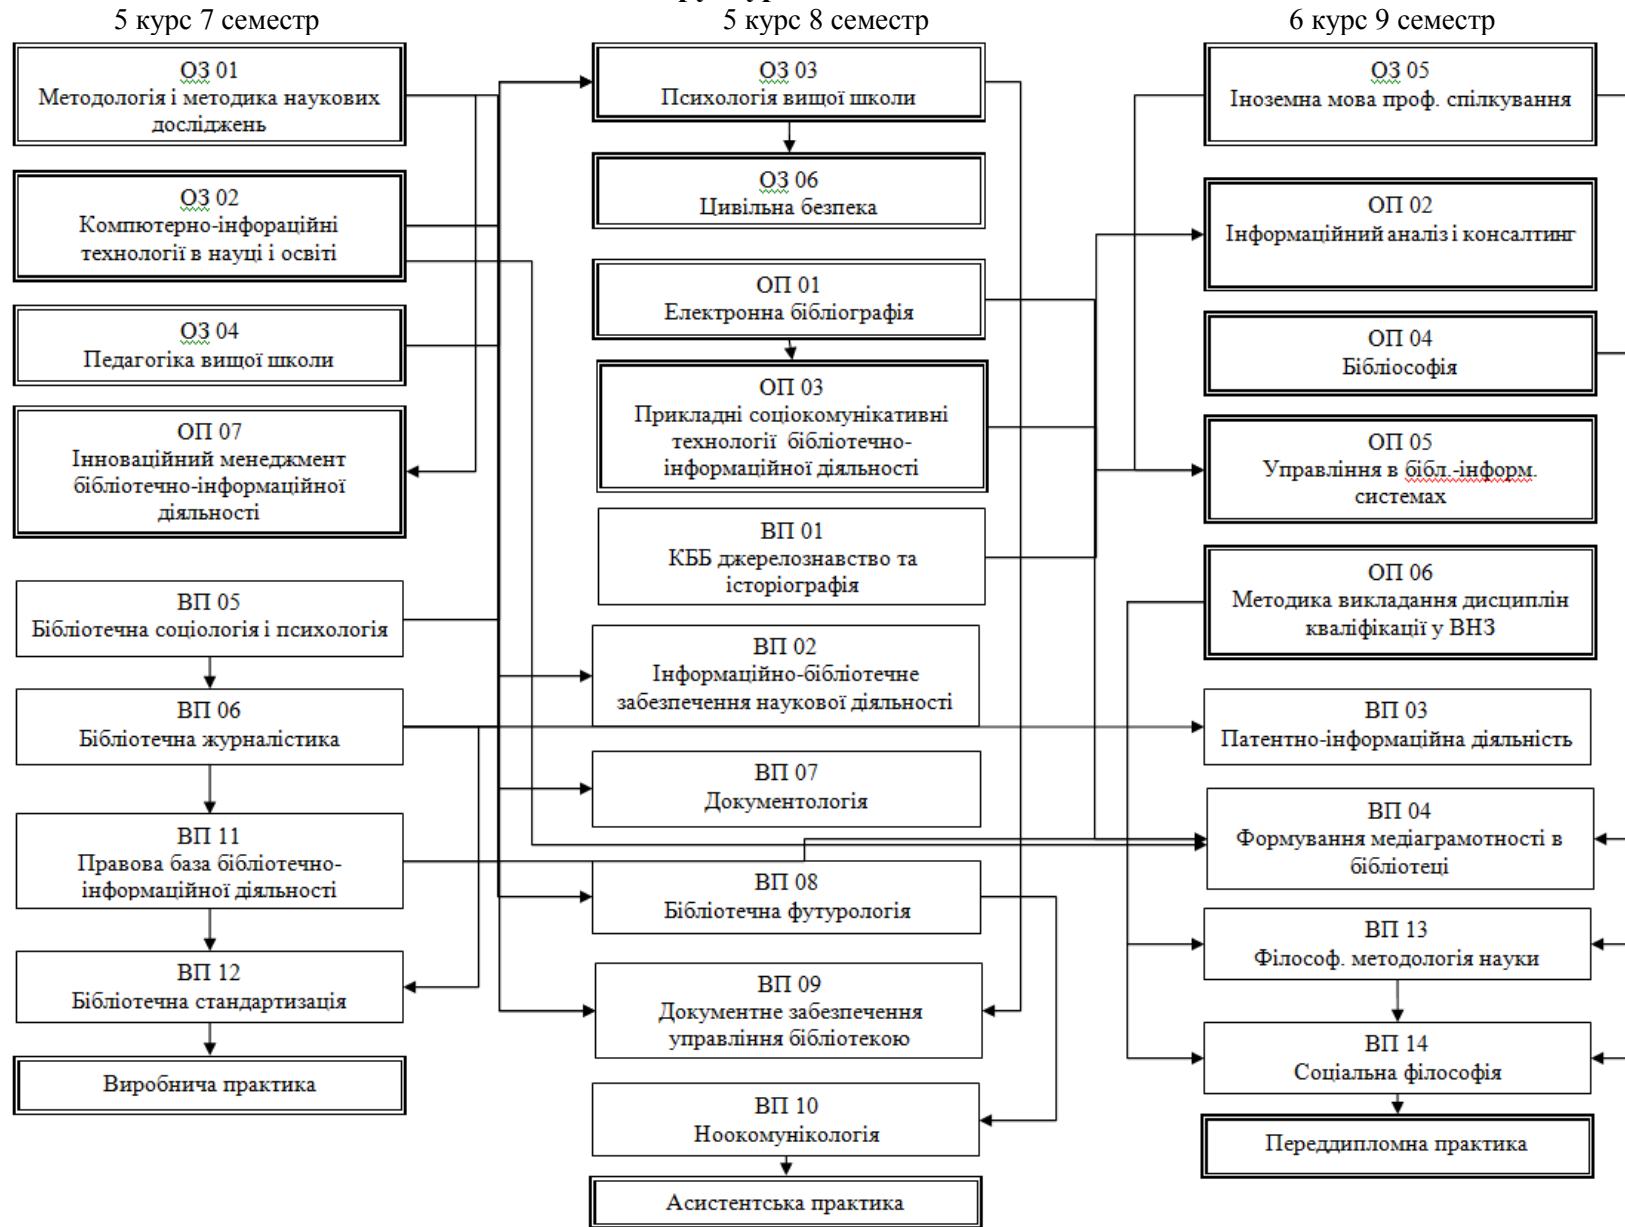 5 курс 7 семестр
ОЗ 01
Методологія і методика наукових
досліджень
ОЗ 02
Компютерно-інфораційні
технології в науці і освіті
ОЗ 04
Педагогіка вищої школи
ОП 07
Інноваційний менеджмент
бібліотечно-інформаційної
діяльності
ВП 05
Бібліотечна соціологія і психологія
ВП 06
Бібліотечна журналістика
ВП 11
Правова база бібліотечно-
інформаційної діяльності
ВП 12
Бібліотечна стандартизація
Виробнича практика
5 курс 8 семестр
ОЗ 03
Психологія вищої школи
ОЗ 06
Цивільна безпека
ОП 01
Електронна бібліографія
ОП 03
Прикладні соціокомунікативні
технології бібліотечно-
інформаційної діяльності
ВП 01
КББ джерелознавство та
історіографія
ВП 02
Інформаційно-бібліотечне
забезпечення наукової діяльності
ВП 07
Документологія
ВП 08
Бібліотечна футурологія
ВП 09
Документне забезпечення
управління бібліотекою
ВП 10
Ноокомунікологія
Асистентська практика
6 курс 9 семестр
ОЗ 05
Іноземна мова проф. спілкування
ОП 02
Інформаційний аналіз і консалтинг
ОП 04
Бібліософія
ОП 05
Управління в бібл.-інформ.
системах
ОП 06
Методика викладання дисциплін
кваліфікації у ВНЗ
ВП 03
Патентно-інформаційна діяльність
ВП 04
Формування медіаграмотності в
бібліотеці
ВП 13
Філософ. методологія науки
ВП 14
Соціальна філософія
Переддипломна практика